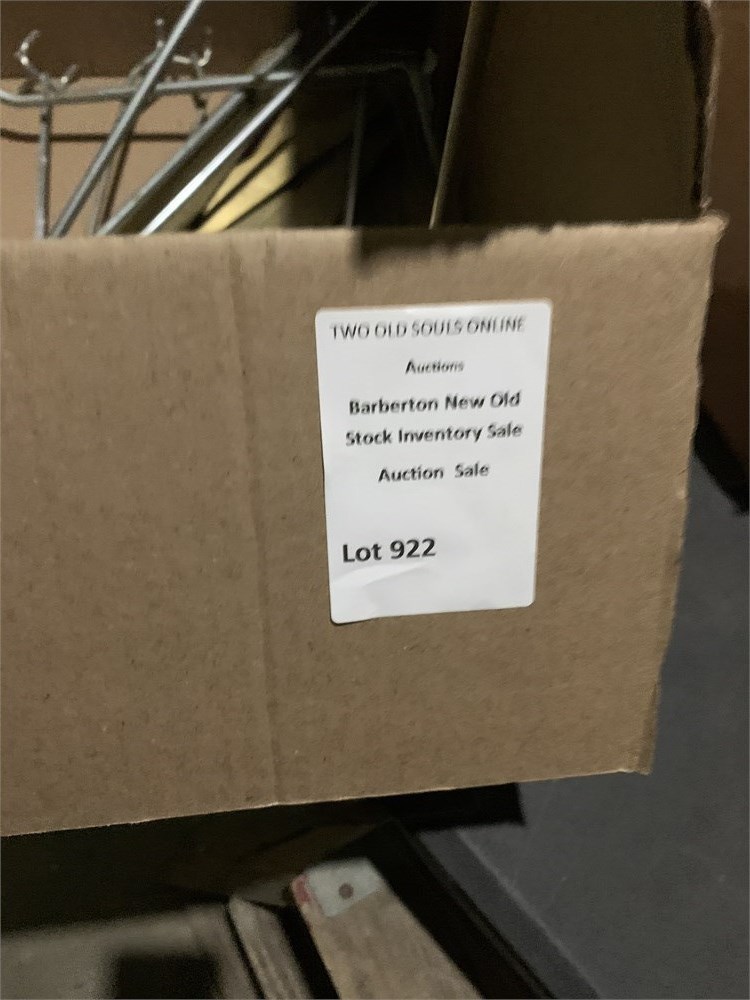 TWO OLD SOULS ONLINE
Auctions
Barberton New Old
Stock Inventory Sale
Auction Sale
Lot 922